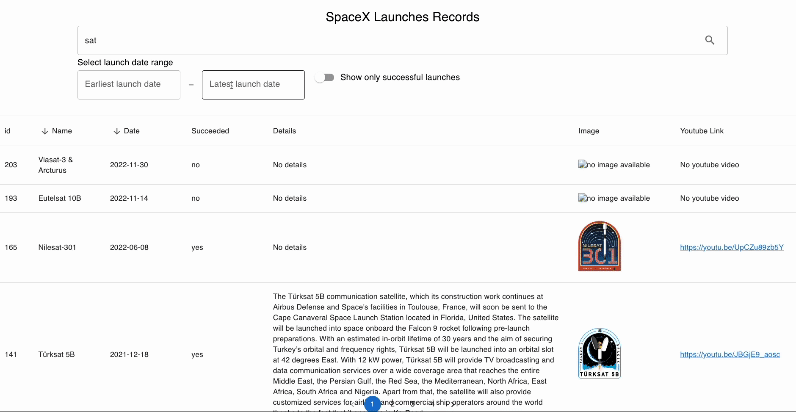 SpaceX Launches Records
sat
Select launch date range
Earliest launch date – Latest launch date
Show only successful launches
id Name Date Succeeded Details Image Youtube Link
203 Viasat-3 & Arcturus 2022-11-30 no No details no image available No youtube video
193 Eutelsat 10B 2022-11-14 no No details no image available No youtube video
165 Nilesat-301 2022-06-08 yes No details https://youtu.be/UpCZu89zb5Y
NILESAT
301
141 Türksat 5B 2021-12-18 yes
The Türksat 5B communication satellite, which its construction work continues at
Airbus Defense and Space's facilities in Toulouse, France, will soon be sent to the
Cape Canaveral Space Launch Station located in Florida, United States. The satellite
will be launched into space onboard the Falcon 9 rocket following pre-launch
preparations. With an estimated in-orbit lifetime of 30 years and the aim of securing
Turkey's orbital and frequency rights, Türksat 5B will be launched into an orbital slot
at 42 degrees East. With 12 kW power, Türksat 5B will provide TV broadcasting and
data communication services over a wide coverage area that reaches the entire
Middle East, the Persian Gulf, the Red Sea, the Mediterranean, North Africa, East
Africa, South Africa and Nigeria. Apart from that, the satellite will also provide
customized services for and commercial ship operators around the world
TÜRKSAT 5B
https://youtu.be/JBGjE9_aosc
1